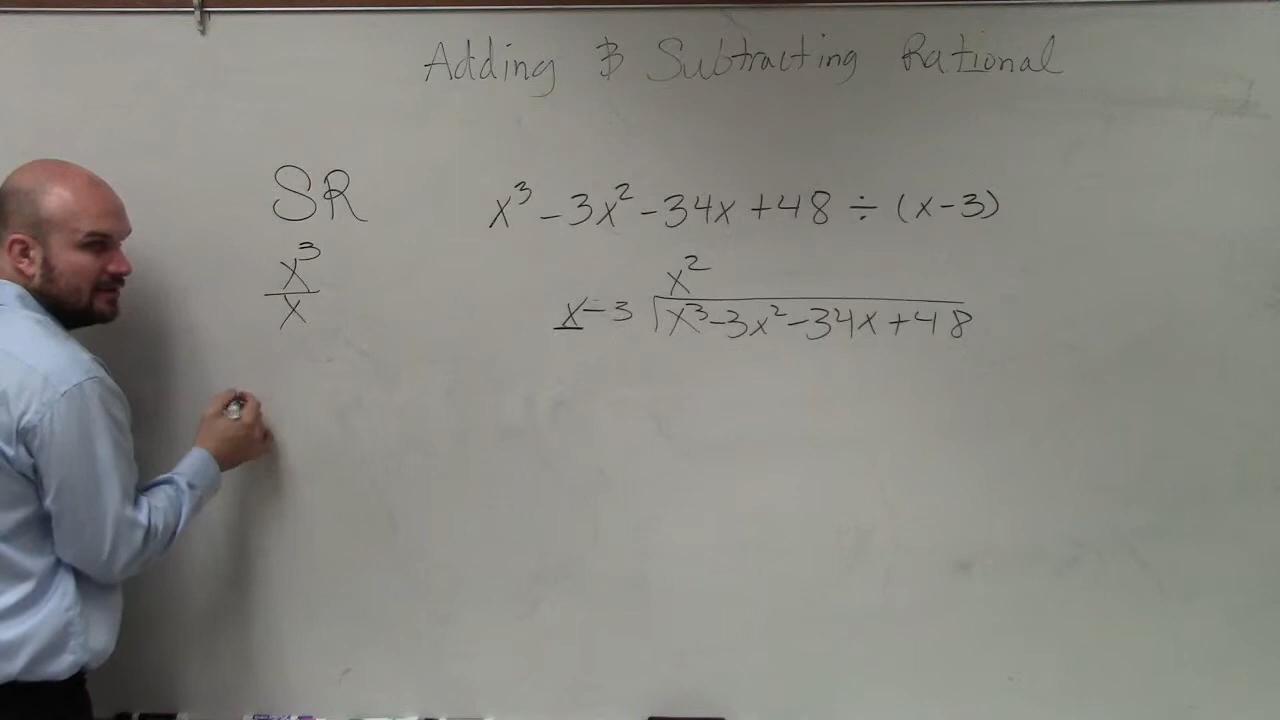 Adding & Subtracting Rational
SR
x³ - 3x² - 34x + 48 ÷ (x - 3)
x³
x
x²
x - 3 x³ - 3x² - 34x + 48